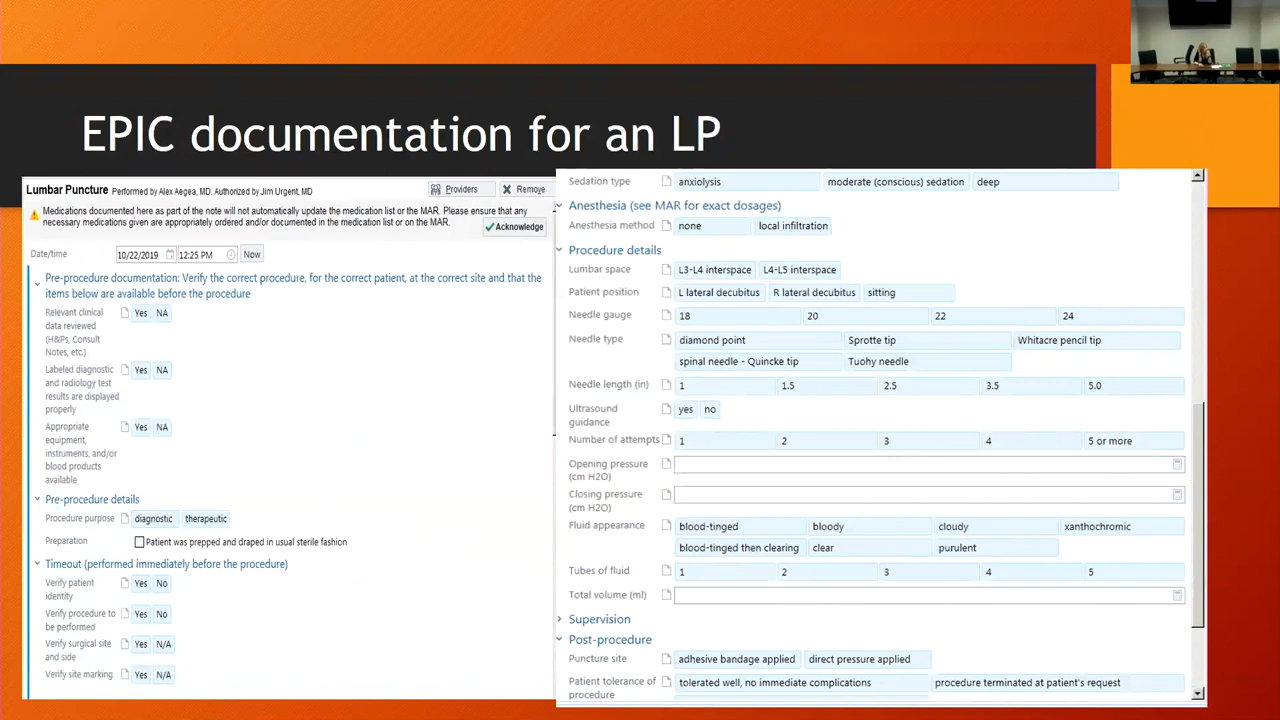 EPIC documentation for an LP
Lumbar Puncture Performed by Alex Aegea, MD. Authorized by Jim Urgent, MD
Providers
Remove
Medications documented here as part of the note will not automatically update the medication list or the MAR. Please ensure that any
necessary medications given are appropriately ordered and/or documented in the medication list or on the MAR.
Acknowledge
Date/time 10/22/2019 12:25 PM Now
Pre-procedure documentation: Verify the correct procedure, for the correct patient, at the correct site and that the
items below are available before the procedure
Relevant clinical Yes NA
data reviewed
(H&Ps, Consult
Notes, etc.)
Labeled diagnostic Yes NA
and radiology test
results are displayed
properly
Appropriate Yes NA
equipment,
instruments, and/or
blood products
available
Pre-procedure details
Procedure purpose diagnostic therapeutic
Preparation Patient was prepped and draped in usual sterile fashion
Timeout (performed immediately before the procedure)
Verify patient Yes No
identity
Verify procedure to Yes No
be performed
Verify surgical site Yes N/A
and side
Verify site marking Yes N/A
Sedation type anxiolysis moderate (conscious) sedation deep
Anesthesia (see MAR for exact dosages)
Anesthesia method none local infiltration
Procedure details
Lumbar space L3-L4 interspace L4-L5 interspace
Patient position L lateral decubitus R lateral decubitus sitting
Needle gauge 18 20 22 24
Needle type diamond point Sprotte tip Whitacre pencil tip
spinal needle - Quincke tip Tuohy needle
Needle length (in) 1 1.5 2.5 3.5 5.0
Ultrasound yes no
guidance
Number of attempts 1 2 3 4 5 or more
Opening pressure
(cm H2O)
Closing pressure
(cm H2O)
Fluid appearance blood-tinged bloody cloudy xanthochromic
blood-tinged then clearing clear purulent
Tubes of fluid 1 2 3 4 5
Total volume (ml)
Supervision
Post-procedure
Puncture site adhesive bandage applied direct pressure applied
Patient tolerance of tolerated well, no immediate complications procedure terminated at patient's request
procedure